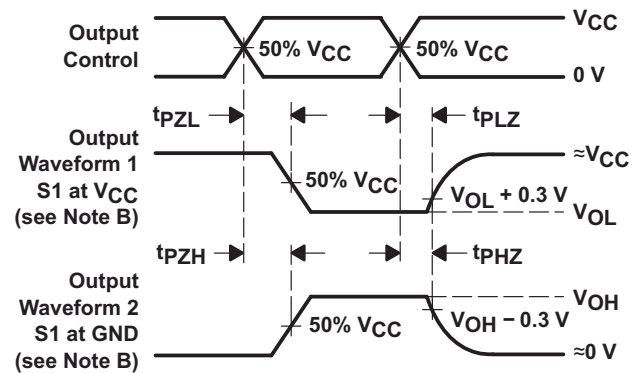 Output
Control
50% VCC
50% VCC
VCC
0 V
tPZL
tPLZ
Output
Waveform 1
S1 at VCC
(see Note B)
50% VCC
≈VCC
VOL + 0.3 V
VOL
tPZH
tPHZ
Output
Waveform 2
S1 at GND
(see Note B)
50% VCC
VOH
VOH − 0.3 V
≈0 V